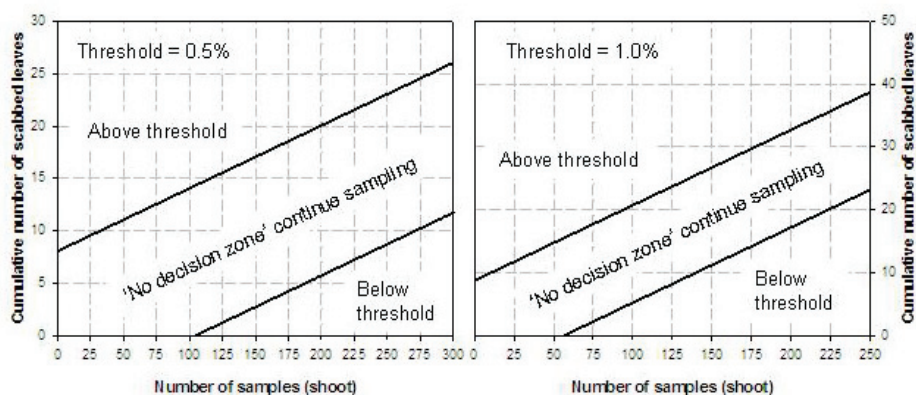 Threshold = 0.5%
Above threshold
'No decision zone' continue sampling
Below
threshold
Cumulative number of scabbed leaves
30
25
20
15
10
5
0
0 25 50 75 100 125 150 175 200 225 250 275 300
Number of samples (shoot)
Threshold = 1.0%
Above threshold
'No decision zone' continue sampling
Below
threshold
50
40
30
20
10
0
Cumulative number of scabbed leaves
0 25 50 75 100 125 150 175 200 225 250
Number of samples (shoot)